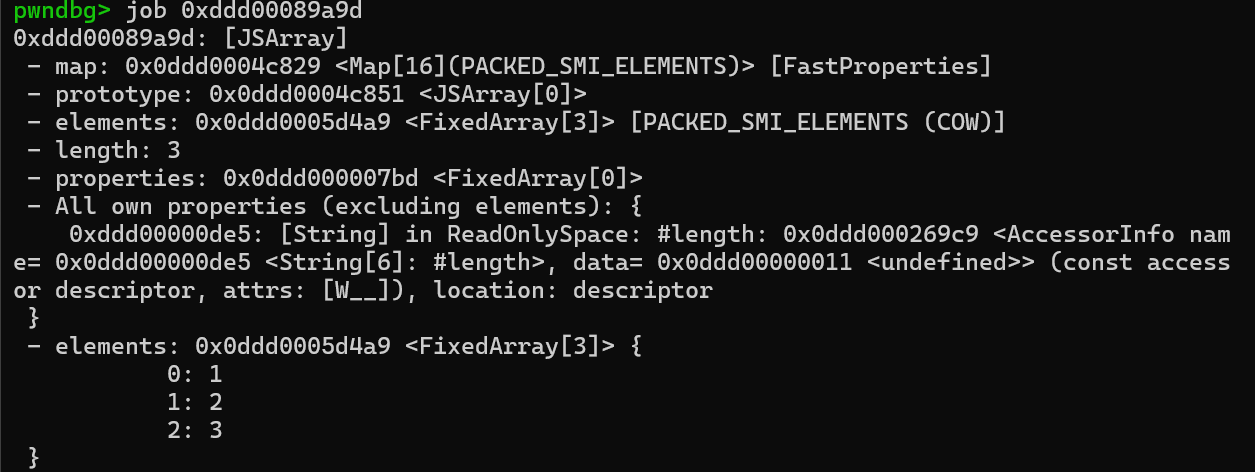 pwndbg> job 0xddd00089a9d
0xddd00089a9d: [JSArray]
 - map: 0x0ddd0004c829 <Map[16](PACKED_SMI_ELEMENTS)> [FastProperties]
 - prototype: 0x0ddd0004c851 <JSArray[0]>
 - elements: 0x0ddd0005d4a9 <FixedArray[3]> [PACKED_SMI_ELEMENTS (COW)]
 - length: 3
 - properties: 0x0ddd000007bd <FixedArray[0]>
 - All own properties (excluding elements): {
    0xddd00000de5: [String] in ReadOnlySpace: #length: 0x0ddd000269c9 <AccessorInfo nam
e= 0x0ddd00000de5 <String[6]: #length>, data= 0x0ddd00000011 <undefined>> (const access
or descriptor, attrs: [W__]), location: descriptor
 }
 - elements: 0x0ddd0005d4a9 <FixedArray[3]> {
           0: 1
           1: 2
           2: 3
 }